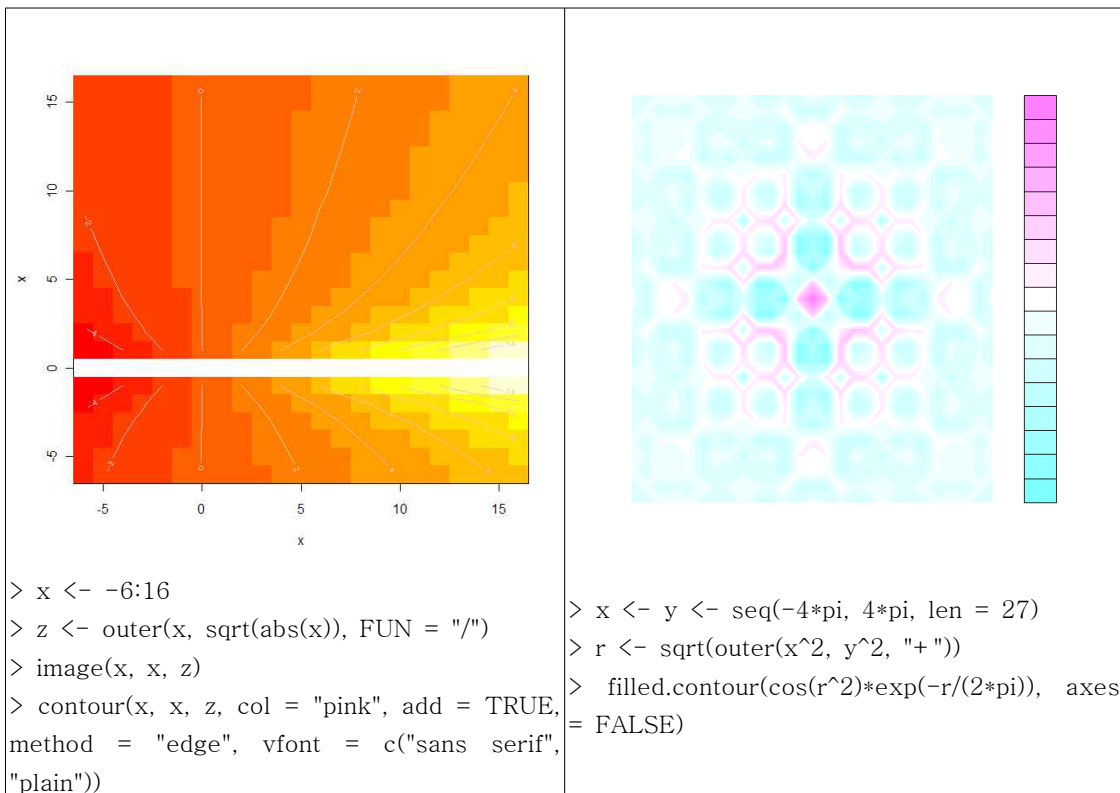 15
10
5
0
-5
x
-5 0 5 10 15
x
> x <- -6:16
> z <- outer(x, sqrt(abs(x)), FUN = "/")
> image(x, x, z)
> contour(x, x, z, col = "pink", add = TRUE,
method = "edge", vfont = c("sans serif",
"plain"))
> x <- y <- seq(-4*pi, 4*pi, len = 27)
> r <- sqrt(outer(x^2, y^2, "+"))
> filled.contour(cos(r^2)*exp(-r/(2*pi)), axes
= FALSE)